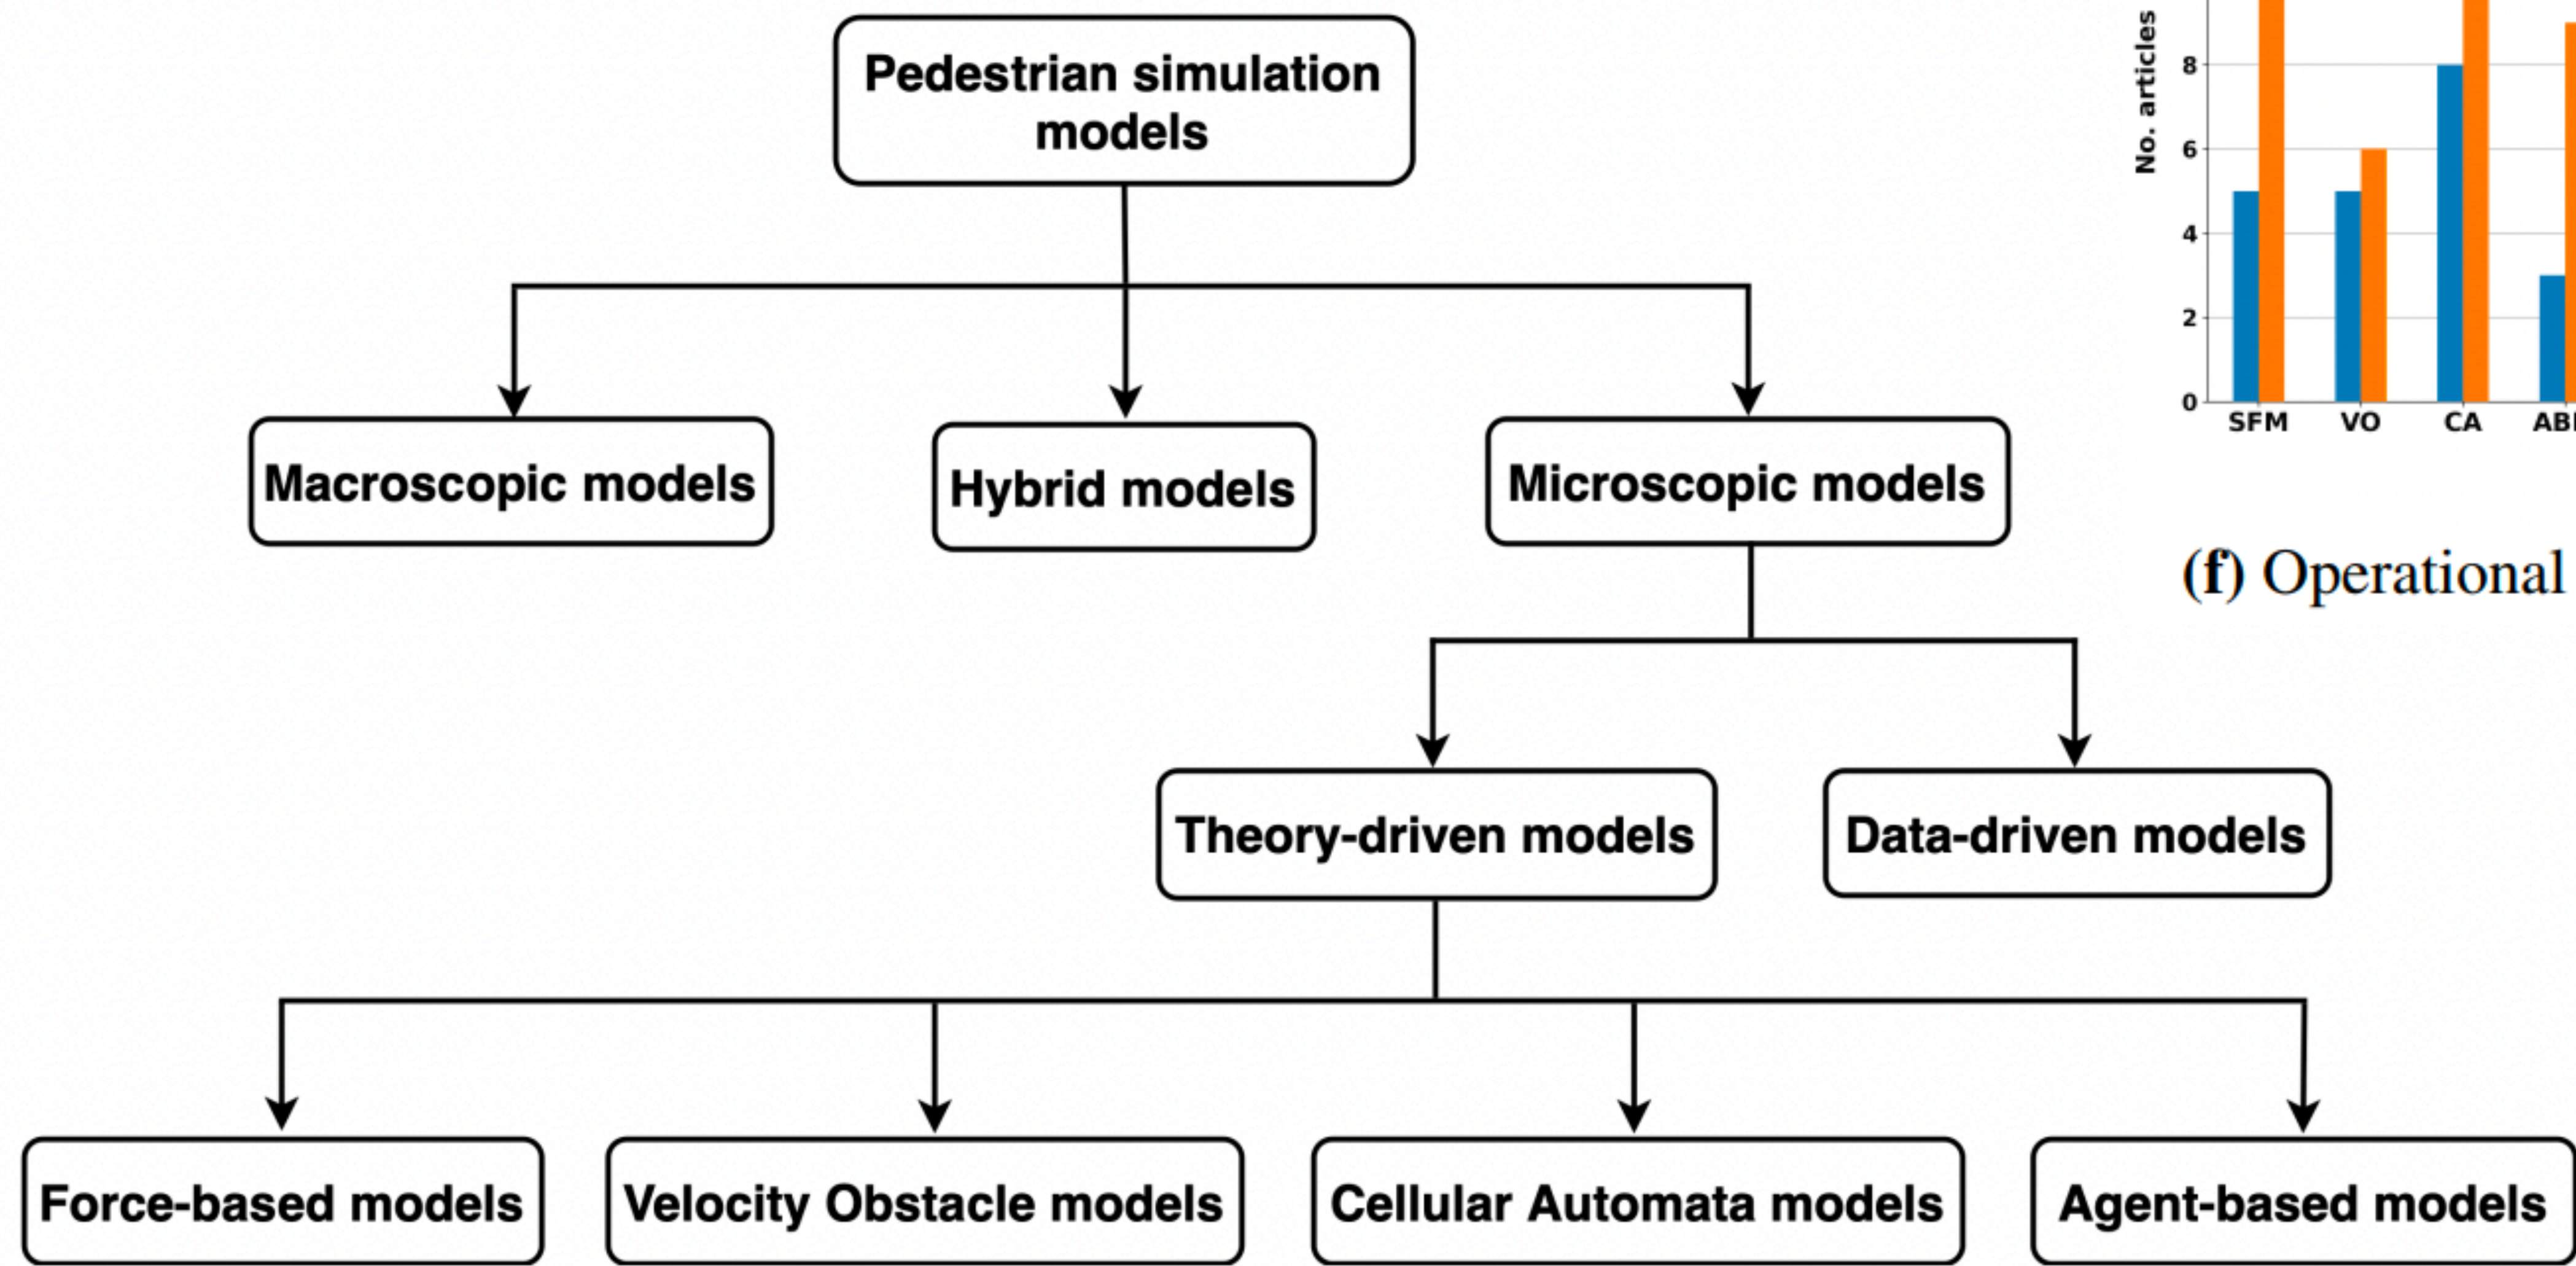 Pedestrian simulation
models
Macroscopic models
Hybrid models
Microscopic models
Theory-driven models
Data-driven models
Force-based models
Velocity Obstacle models
Cellular Automata models
Agent-based models
No. articles
8
6
4
2
0
SFM VO CA
(f) Operational